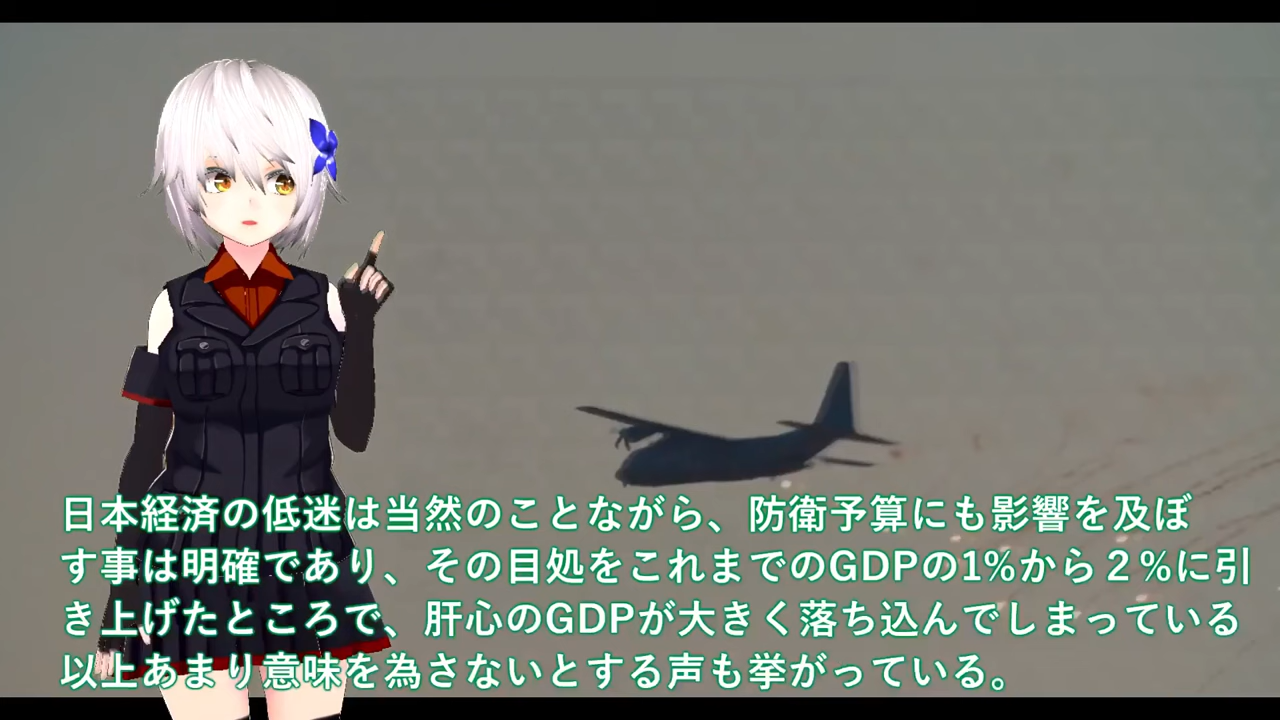 日本経済の低迷は当然のことながら、防衛予算にも影響を及ぼ
す事は明確であり、その目処をこれまでのGDPの1%から２%に引
き上げたところで、肝心のGDPが大きく落ち込んでしまっている
以上あまり意味を為さないとする声も挙がっている。